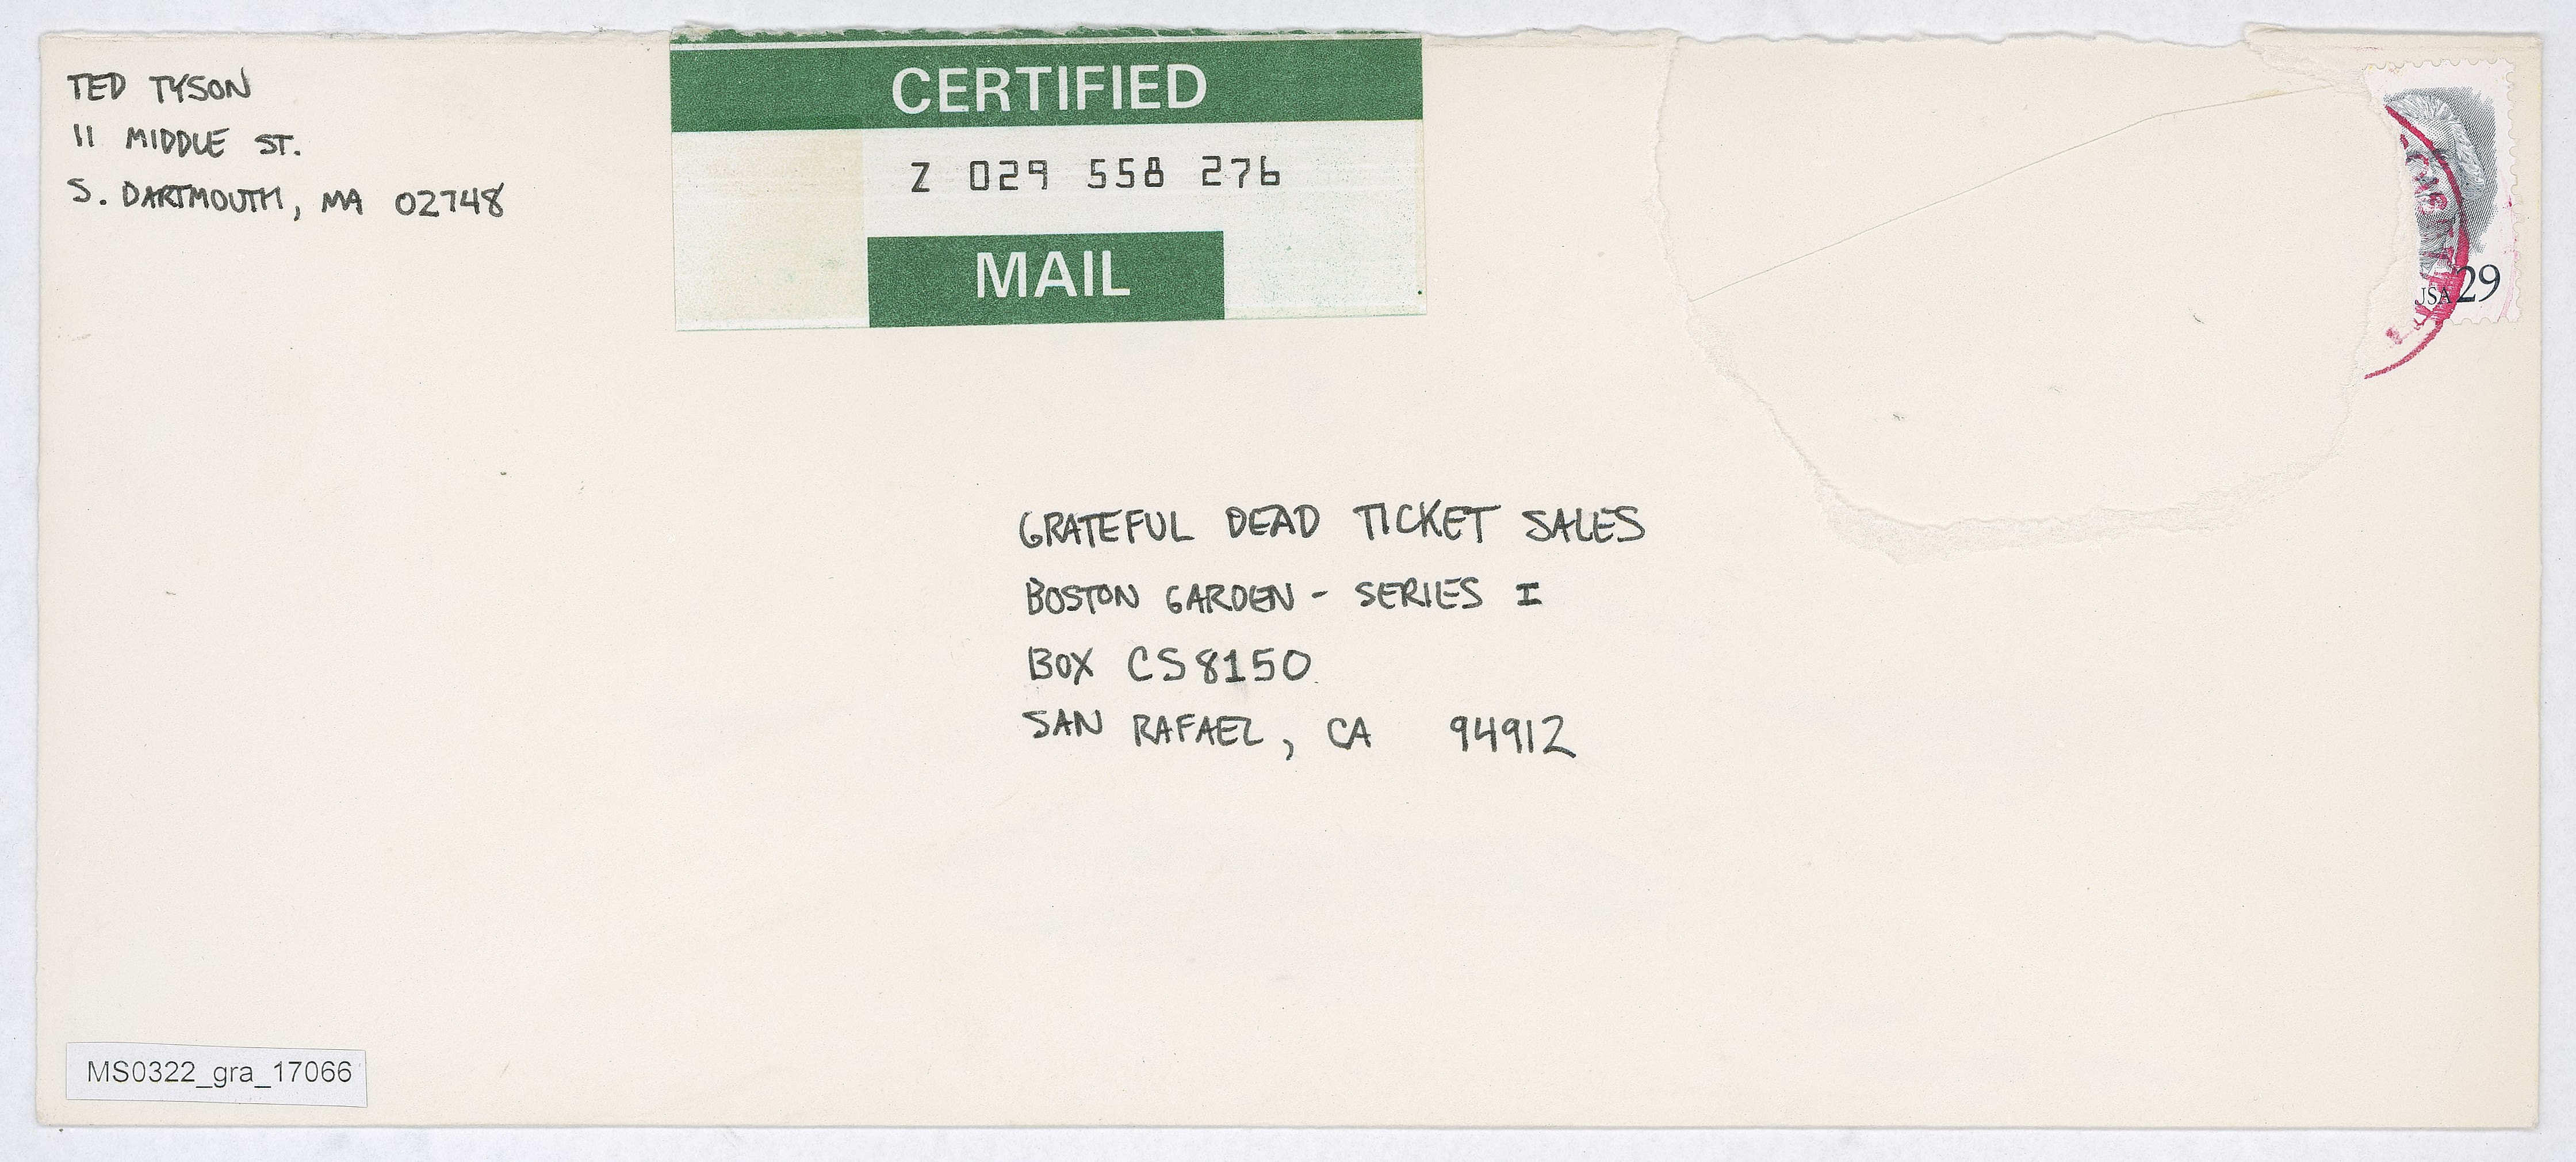 TED TYSON
11 MIDDLE ST.
S. DARTMOUTH, MA 02748
CERTIFIED
Z 029 558 276
MAIL
USA 29
GRATEFUL DEAD TICKET SALES
BOSTON GARDEN - SERIES I
BOX CS8150
SAN RAFAEL, CA 94912
MS0322_gra_17066